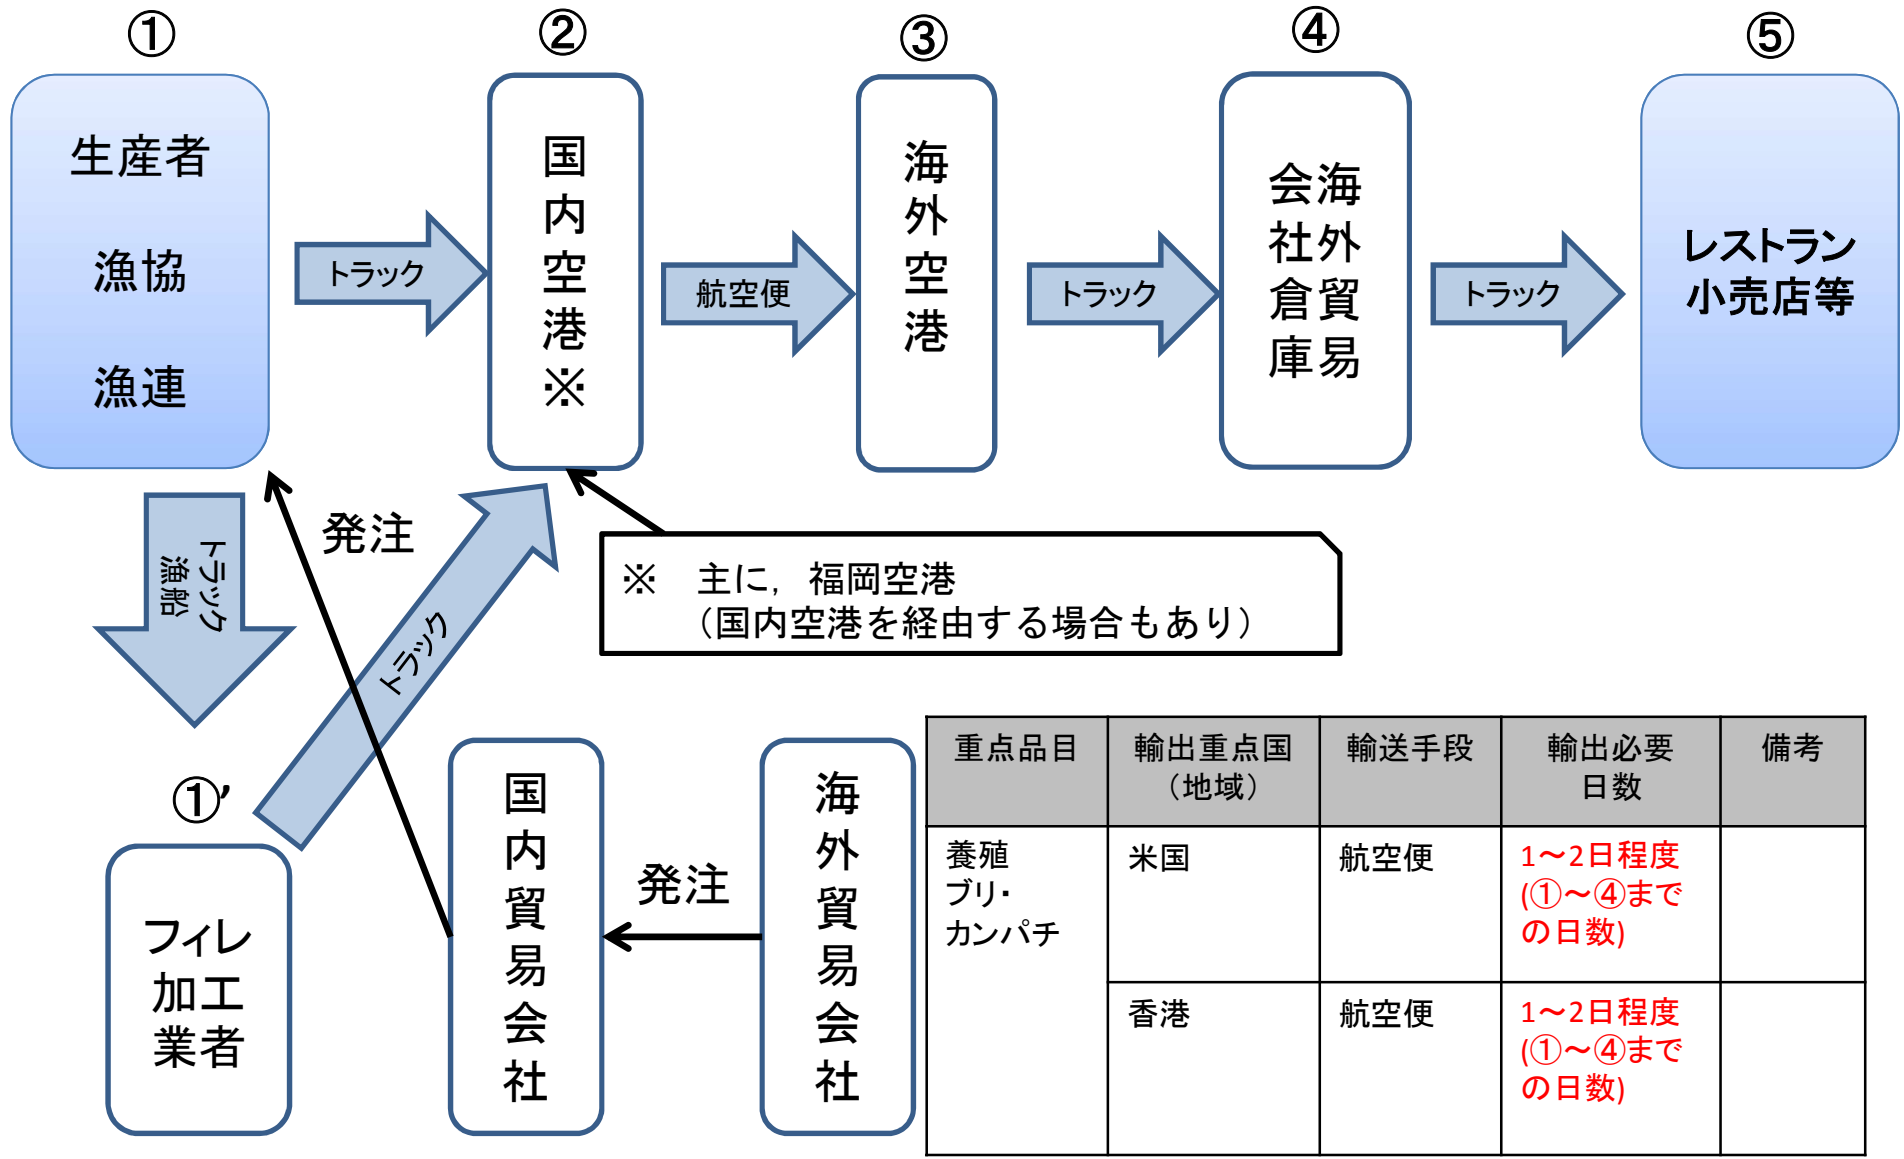 ①
生産者
漁協
漁連
トラック
②
国内空港※
航空便
③
海外空港
トラック
④
海外貿易
会社倉庫
トラック
⑤
レストラン
小売店等
トラック
漁船
発注
トラック
※ 主に，福岡空港
（国内空港を経由する場合もあり）
①’
フィレ
加工
業者
国内貿易会社
発注
海外貿易会社
重点品目
輸出重点国
（地域）
輸送手段
輸出必要
日数
備考
養殖
ブリ・
カンパチ
米国
航空便
1～2日程度
(①～④まで
の日数)
香港
航空便
1～2日程度
(①～④まで
の日数)